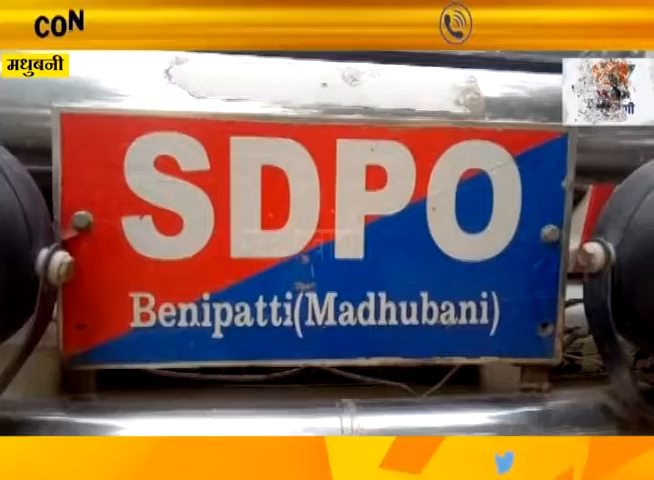 CON
मधुबनी
SDPO
Benipatti(Madhubani)